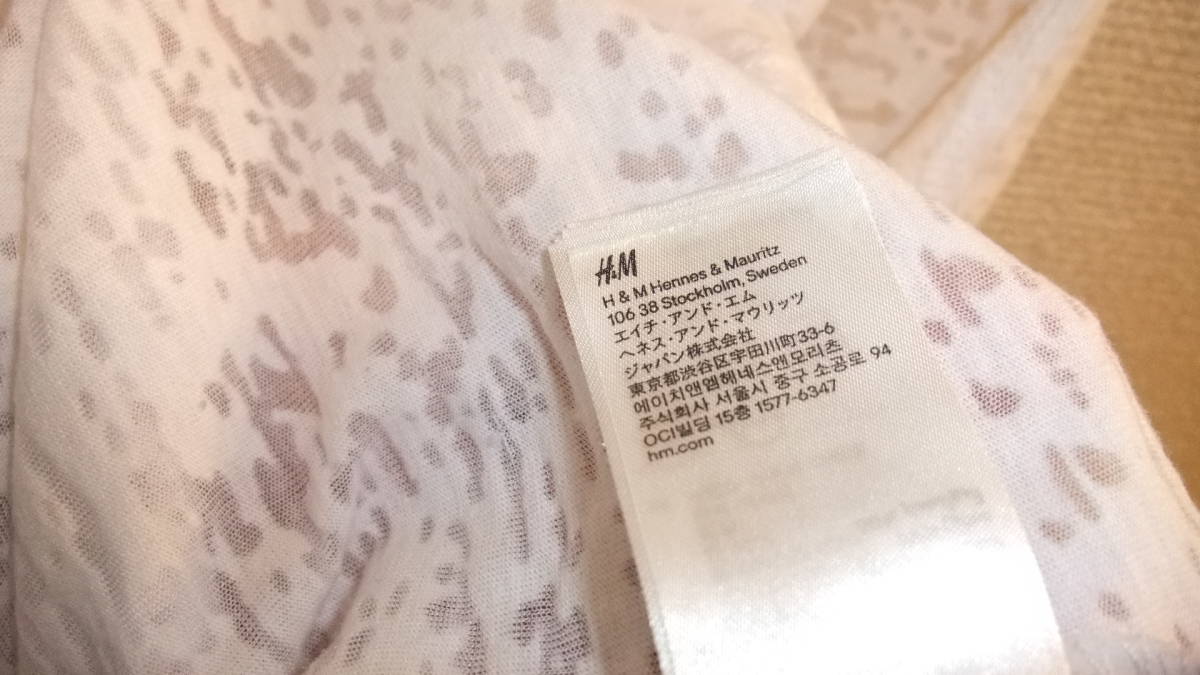 H&M
H & M Hennes & Mauritz
106 38 Stockholm, Sweden
エイチ・アンド・エム
ヘネス・アンド・マウリッツ
ジャパン株式会社
東京都渋谷区宇田川町33-6
에이치앤엠헤네스앤모리츠
주식회사 서울시 중구 소공로 94
OCI빌딩 15층 1577-6347
hm.com